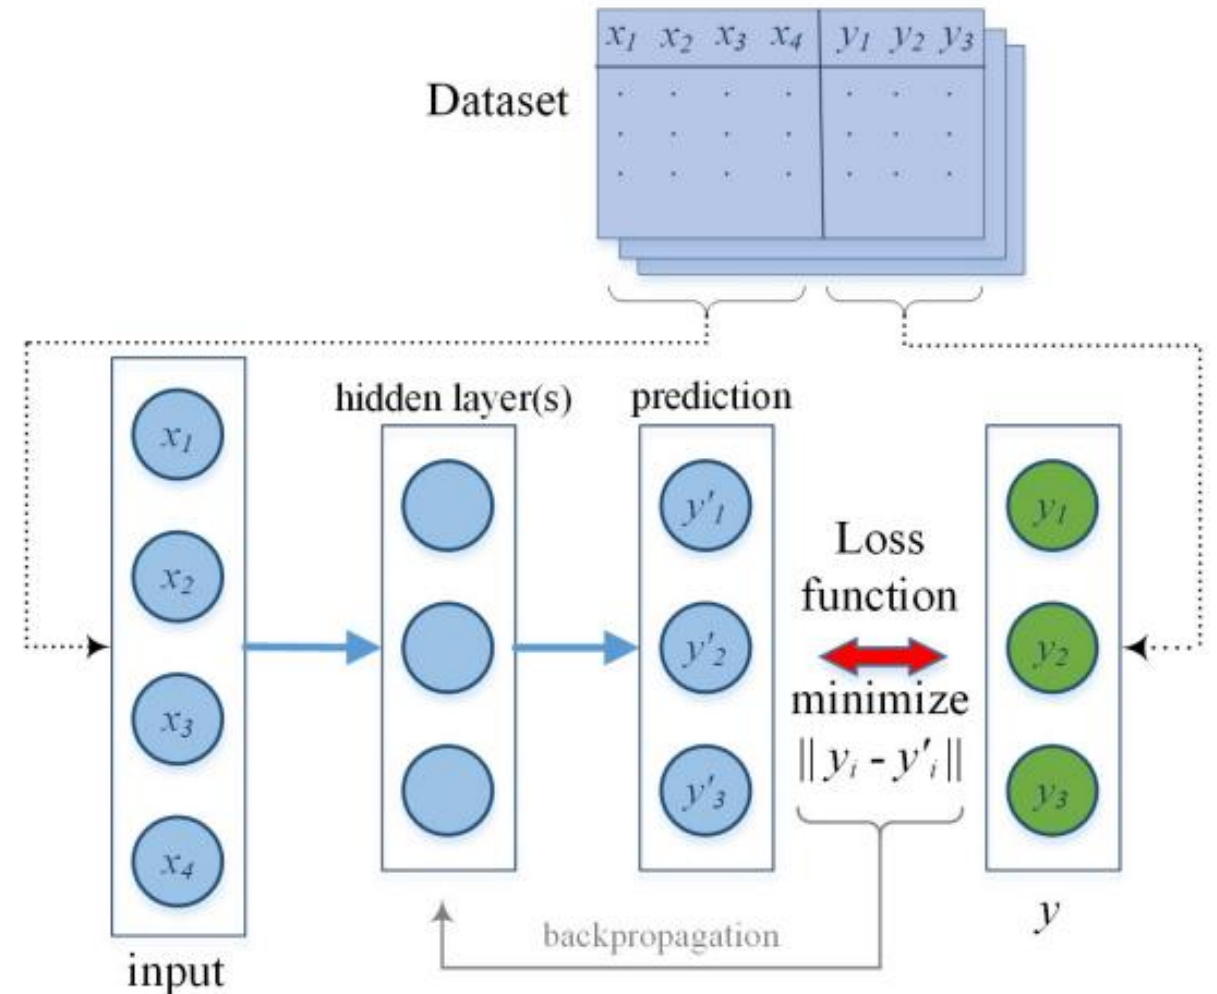 x1 x2 x3 x4 y1 y2 y3
Dataset
hidden layer(s)
prediction
x1
x2
x3
x4
input
y'1
y'2
y'3
Loss
function
minimize
|| yi - y'i ||
y1
y2
y3
y
backpropagation